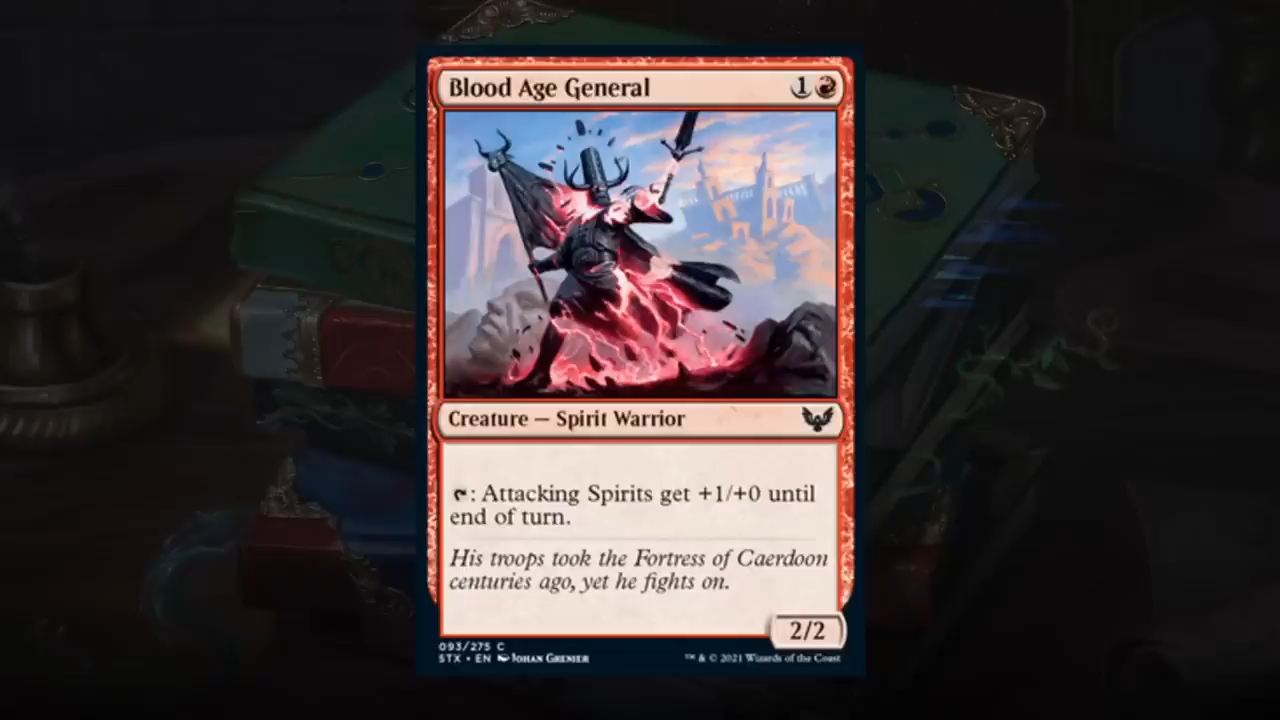 Blood Age General 1
Creature — Spirit Warrior
: Attacking Spirits get +1/+0 until
end of turn.
His troops took the Fortress of Caerdoon
centuries ago, yet he fights on.
2/2
093/275 C
STX • EN Johan Grenier
™ & © 2021 Wizards of the Coast